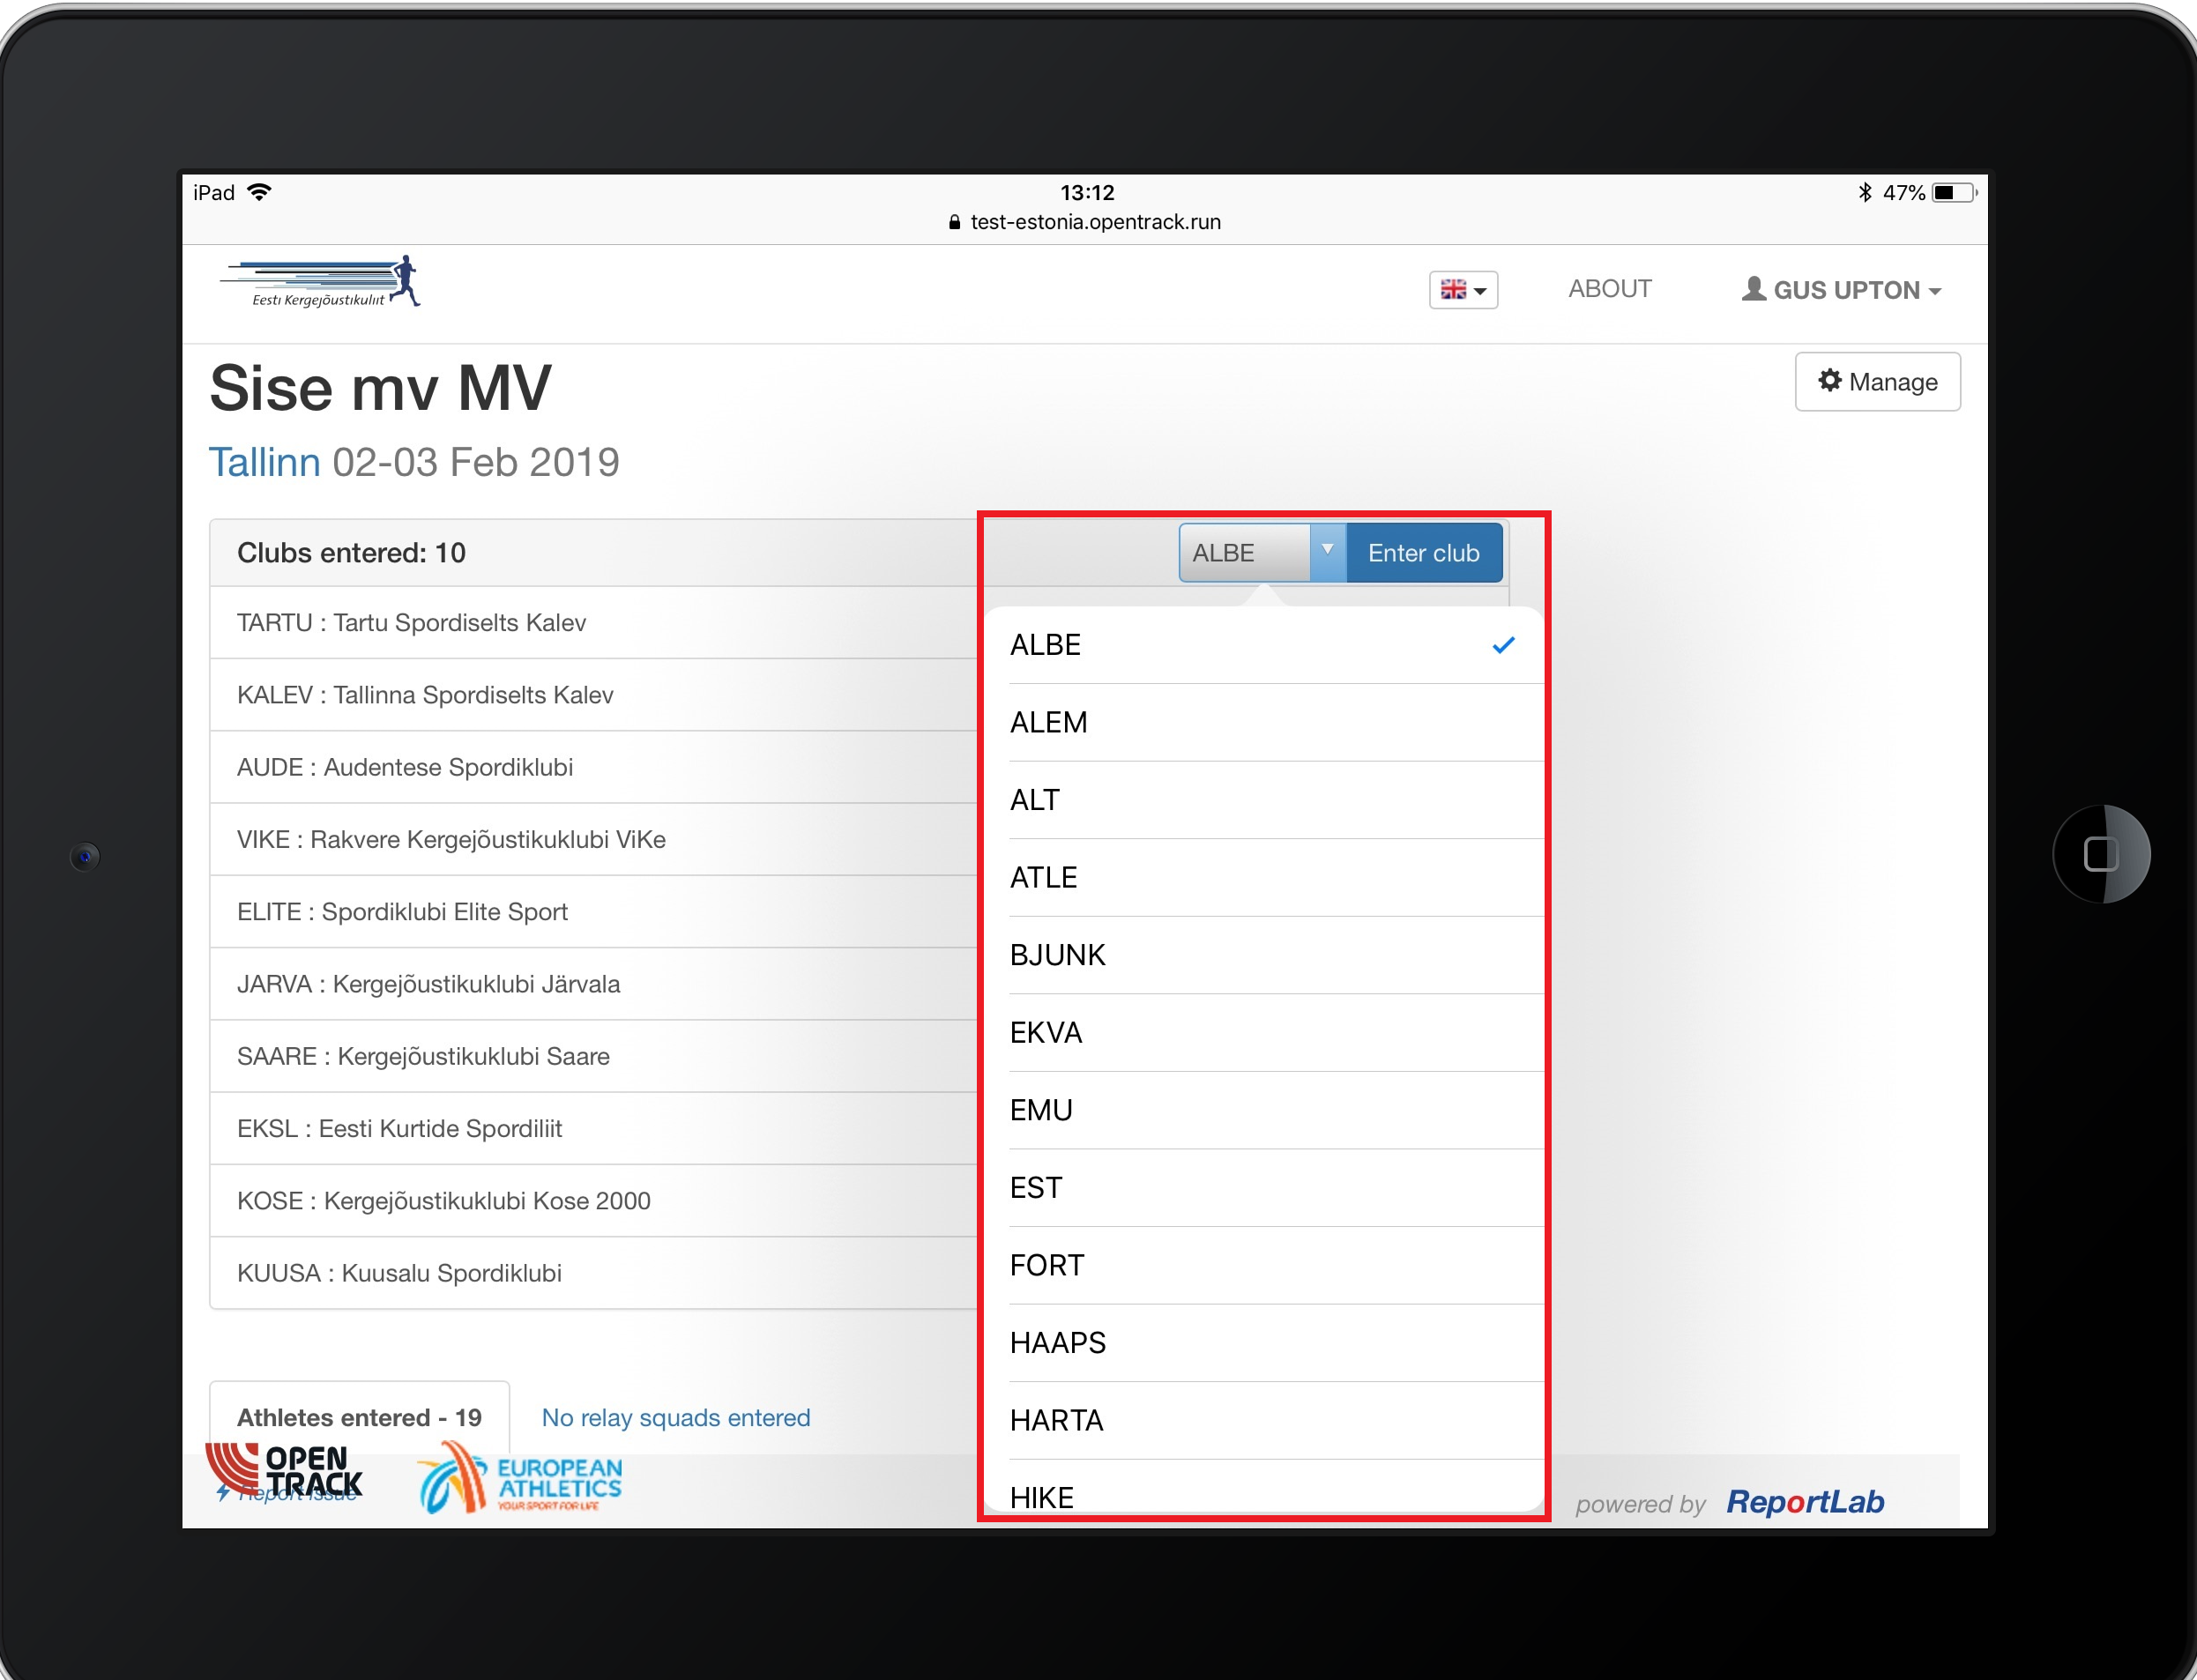 iPad 13:12 47%
test-estonia.opentrack.run
Eesti Kergejõustikuliit
ABOUT GUS UPTON
Sise mv MV
Manage
Tallinn 02-03 Feb 2019
Clubs entered: 10
ALBE Enter club
TARTU : Tartu Spordiselts Kalev
KALEV : Tallinna Spordiselts Kalev
AUDE : Audentese Spordiklubi
VIKE : Rakvere Kergejõustikuklubi ViKe
ELITE : Spordiklubi Elite Sport
JARVA : Kergejõustikuklubi Järvala
SAARE : Kergejõustikuklubi Saare
EKSL : Eesti Kurtide Spordiliit
KOSE : Kergejõustikuklubi Kose 2000
KUUSA : Kuusalu Spordiklubi
ALBE
ALEM
ALT
ATLE
BJUNK
EKVA
EMU
EST
FORT
HAAPS
HARTA
HIKE
Athletes entered - 19 No relay squads entered
OPEN
TRACK
Report Issue
EUROPEAN
ATHLETICS
YOUR SPORT FOR LIFE
powered by ReportLab